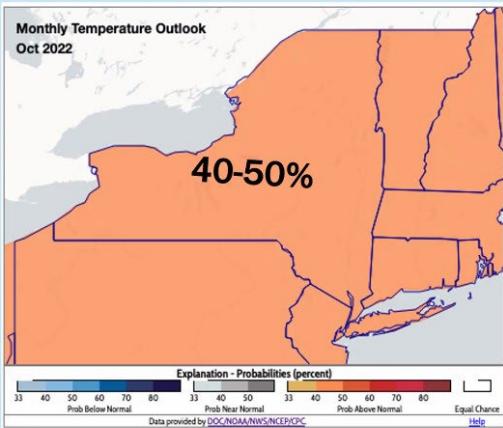 Monthly Temperature Outlook
Oct 2022
40-50%
Explanation - Probabilities (percent)
33 40 50 60 70 80 33 40 50 33 40 50 60 70 80
Prob Below Normal Prob Near Normal Prob Above Normal Equal Chance
Data provided by DOC/NOAA/NWS/NCEP/CPC. Help